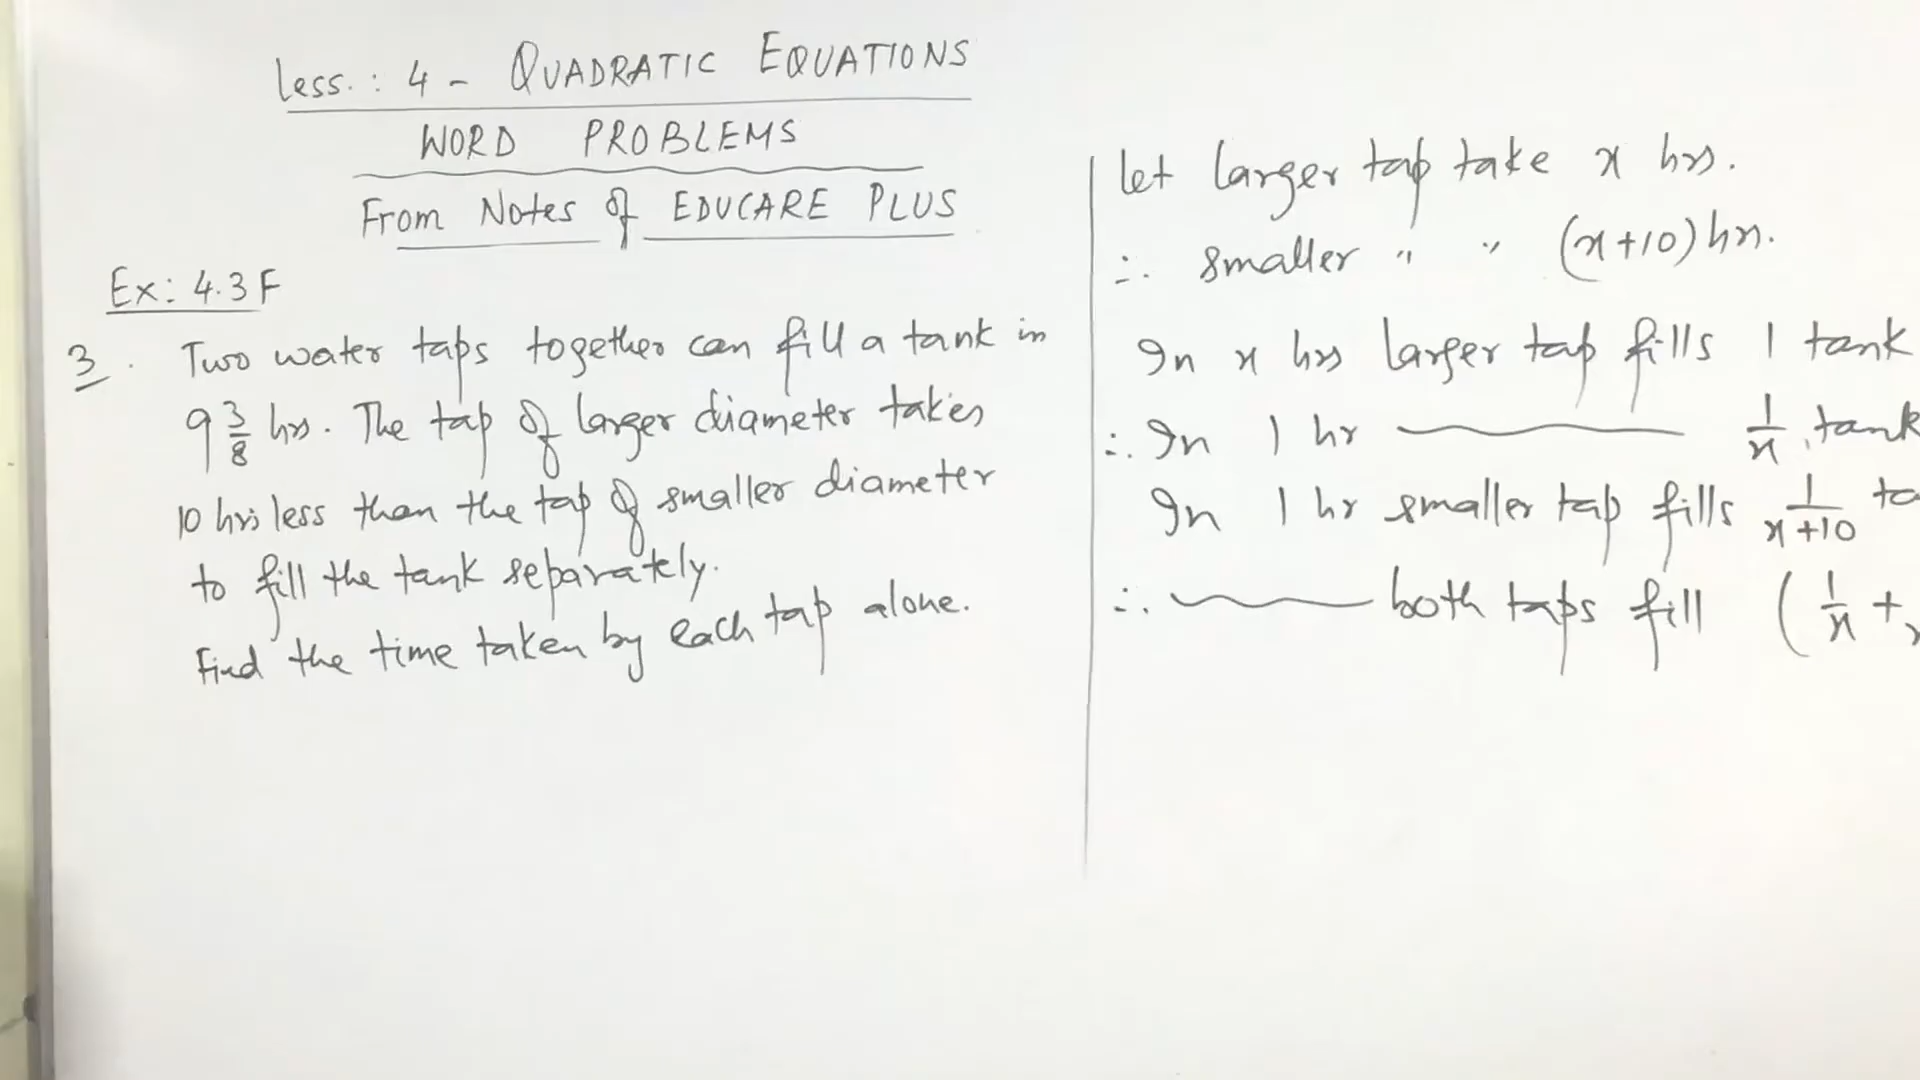 Less.: 4 - QUADRATIC EQUATIONS
WORD PROBLEMS
From Notes of EDUCARE PLUS
Ex: 4.3 F
3. Two water taps together can fill a tank in
9 3/8 hrs. The tap of larger diameter takes
10 hrs less than the tap of smaller diameter
to fill the tank separately.
Find the time taken by each tap alone.
let larger tap take x hrs.
∴ smaller " " (x+10) hrs.
In x hrs larger tap fills 1 tank
∴ In 1 hr 1/x tank
In 1 hr smaller tap fills 1/x+10
∴ both taps fill (1/x +